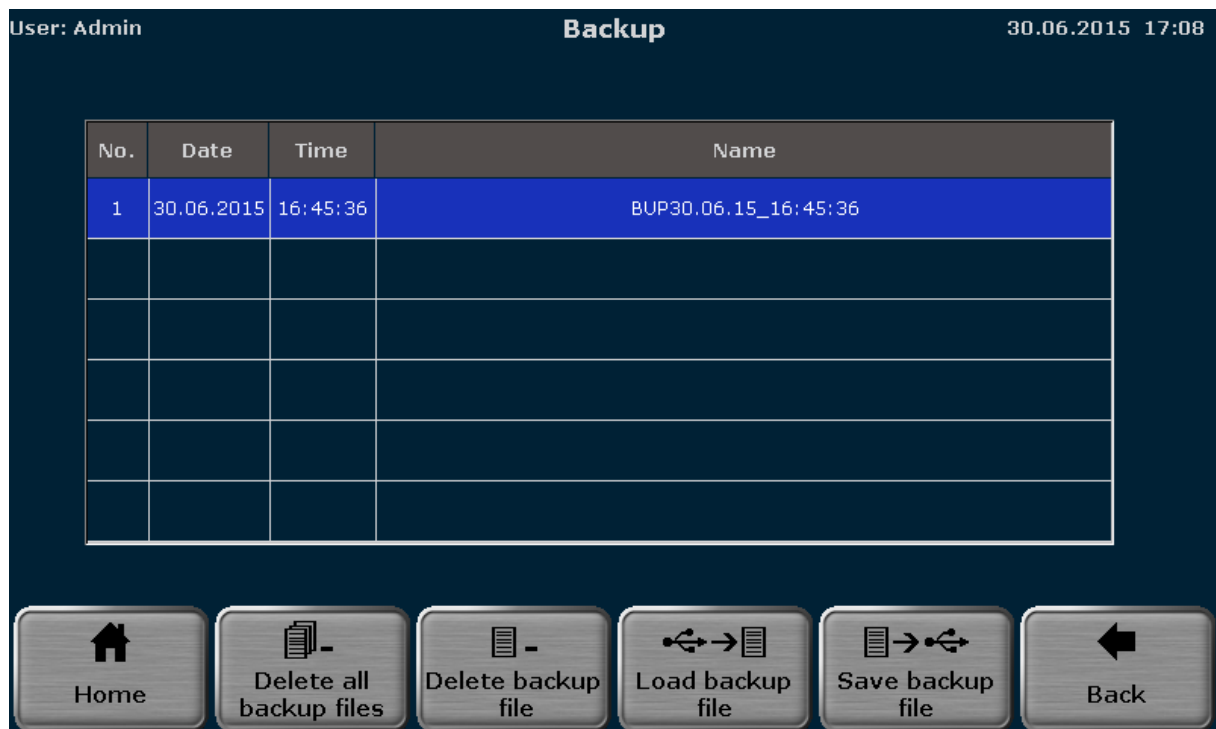 User: Admin Backup 30.06.2015 17:08
No. Date Time Name
1 30.06.2015 16:45:36 BUP30.06.15_16:45:36
Home
Delete all
backup files
Delete backup
file
Load backup
file
Save backup
file
Back